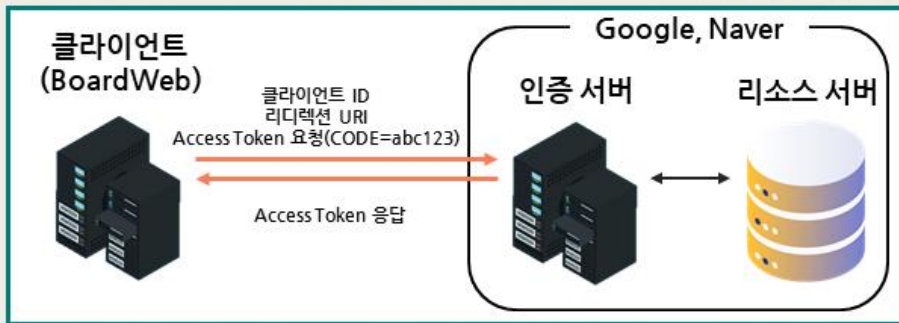 클라이언트
(BoardWeb)
Google, Naver
인증 서버
리소스 서버
클라이언트 ID
리디렉션 URI
Access Token 요청(CODE=abc123)
Access Token 응답